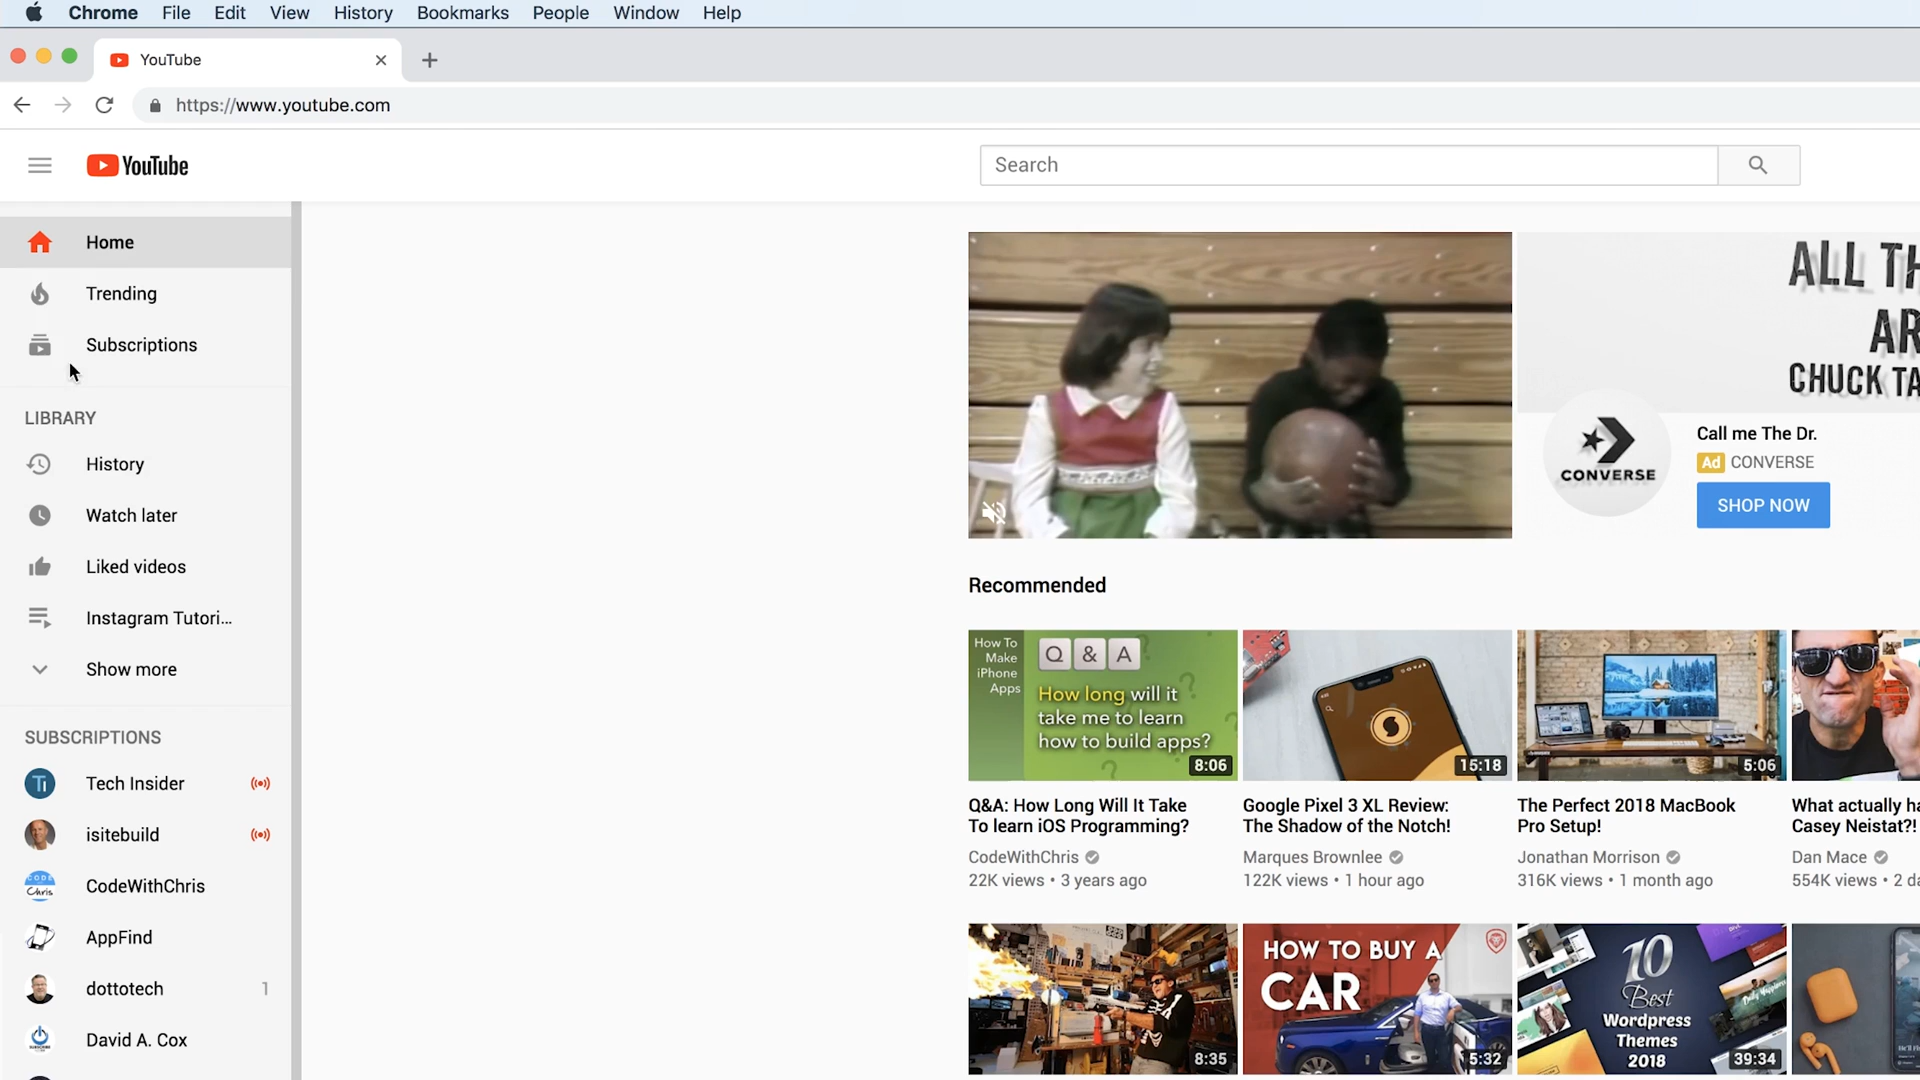 Chrome File Edit View History Bookmarks People Window Help
YouTube
https://www.youtube.com
YouTube
Search
Home
Trending
Subscriptions
LIBRARY
History
Watch later
Liked videos
Instagram Tutori...
Show more
SUBSCRIPTIONS
Tech Insider
isitebuild
CodeWithChris
AppFind
dottotech 1
David A. Cox
ALL TH
AR
CHUCK TA
CONVERSE
Call me The Dr.
Ad CONVERSE
SHOP NOW
Recommended
How To
Make
iPhone
Apps
Q & A
How long will it
take me to learn
how to build apps?
8:06
Q&A: How Long Will It Take
To learn iOS Programming?
CodeWithChris
22K views • 3 years ago
15:18
Google Pixel 3 XL Review:
The Shadow of the Notch!
Marques Brownlee
122K views • 1 hour ago
5:06
The Perfect 2018 MacBook
Pro Setup!
Jonathan Morrison
316K views • 1 month ago
What actually ha
Casey Neistat?!
Dan Mace
554K views • 2 da
8:35
HOW TO BUY A
CAR
5:32
10
Best
Wordpress
Themes
2018
39:34